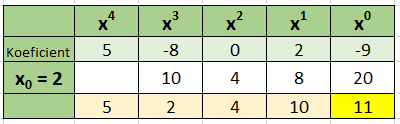 x⁴ x³ x² x¹ x⁰
Koeficient 5 -8 0 2 -9
x₀ = 2 10 4 8 20
5 2 4 10 11